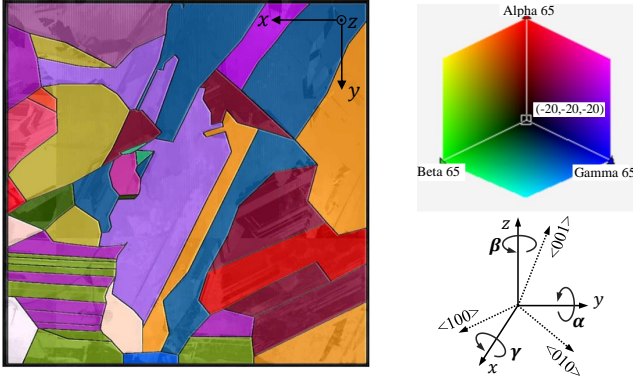 x
z
y
Alpha 65
(-20,-20,-20)
Beta 65
Gamma 65
z
<001>
β
y
α
<100>
<010>
x
γ